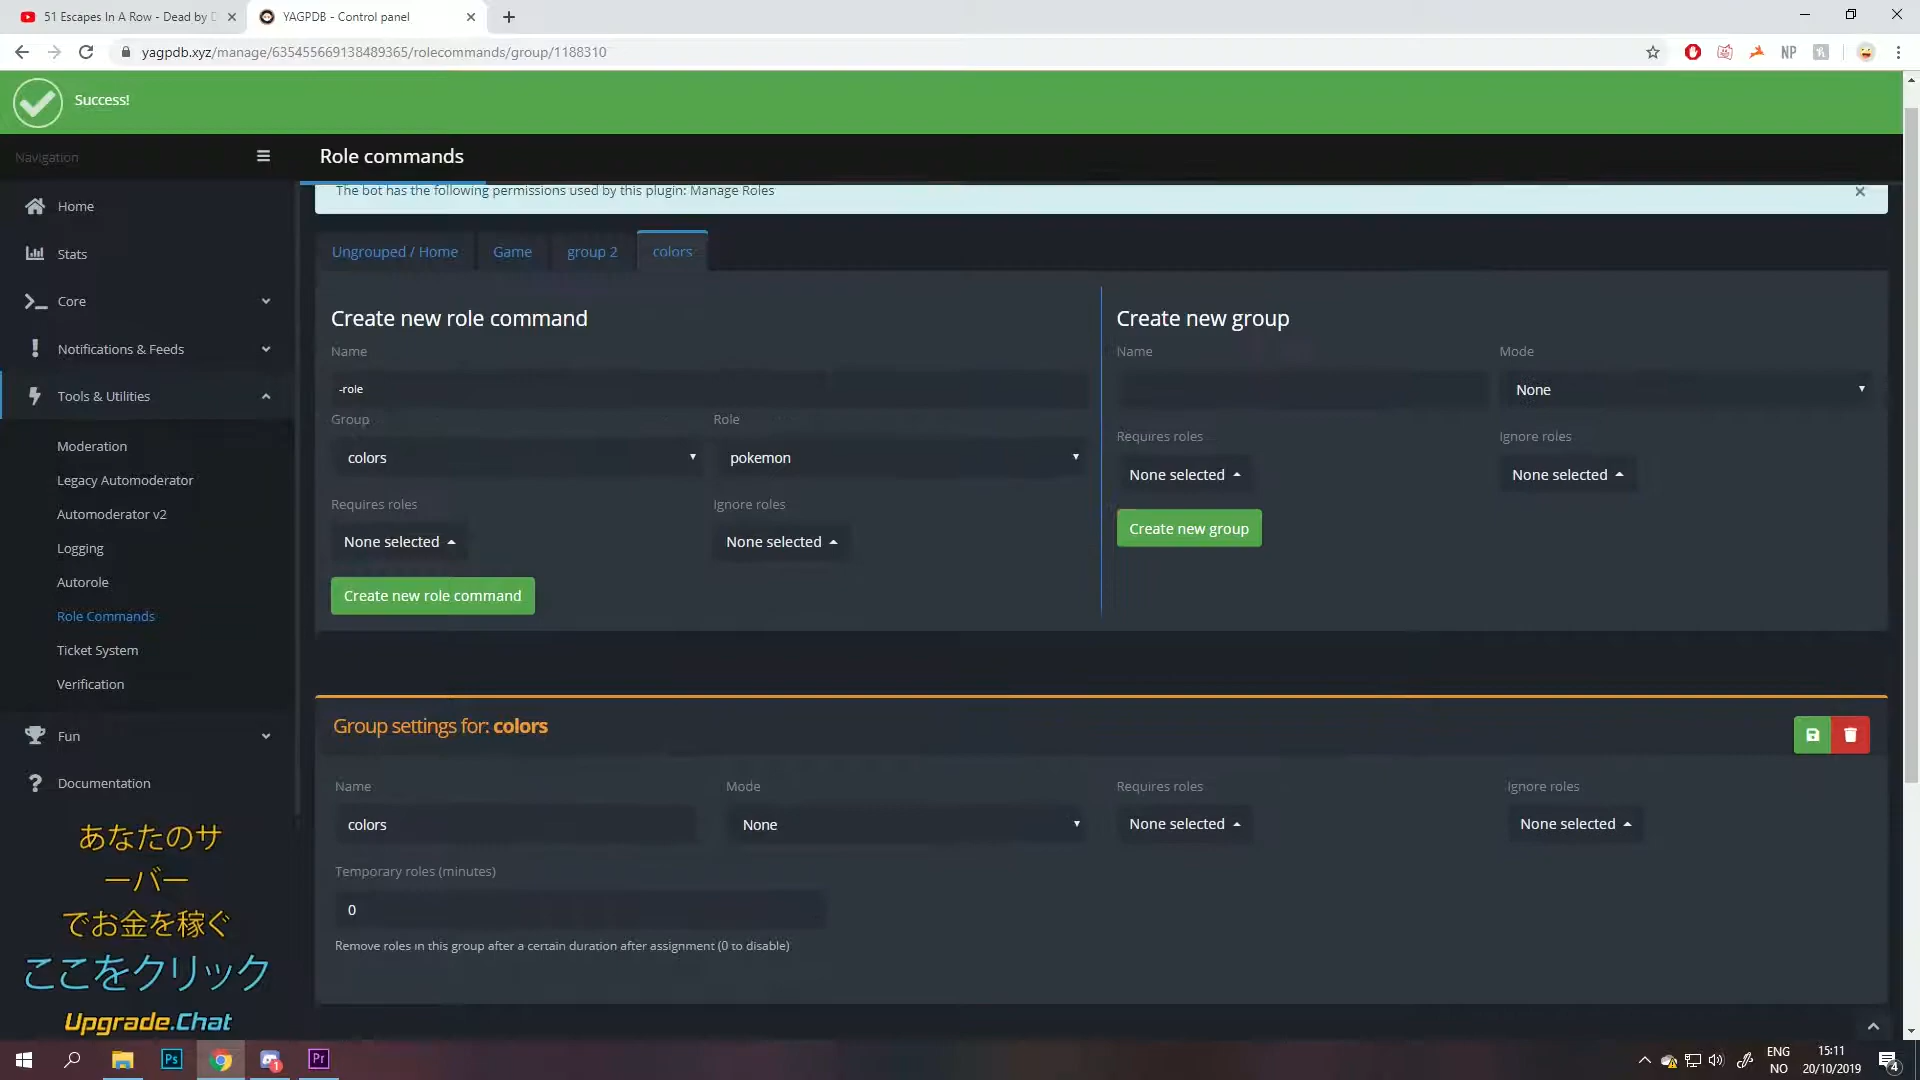 51 Escapes In A Row - Dead by D
YAGPDB - Control panel
yagpdb.xyz/manage/635455669138489365/rolecommands/group/1188310
NP
Success!
Navigation
Role commands
The bot has the following permissions used by this plugin: Manage Roles
Home
Stats
Core
Notifications & Feeds
Tools & Utilities
Moderation
Legacy Automoderator
Automoderator v2
Logging
Autorole
Role Commands
Ticket System
Verification
Fun
Documentation
あなたのサ
ーバー
でお金を稼ぐ
ここをクリック
Upgrade.Chat
Ungrouped / Home
Game
group 2
colors
Create new role command
Name
-role
Group
Role
colors
pokemon
Requires roles
Ignore roles
None selected
None selected
Create new role command
Create new group
Name
Mode
None
Requires roles
Ignore roles
None selected
None selected
Create new group
Group settings for: colors
Name
Mode
Requires roles
Ignore roles
colors
None
None selected
None selected
Temporary roles (minutes)
0
Remove roles in this group after a certain duration after assignment (0 to disable)
Ps
1
Pr
ENG
NO
15:11
20/10/2019
4